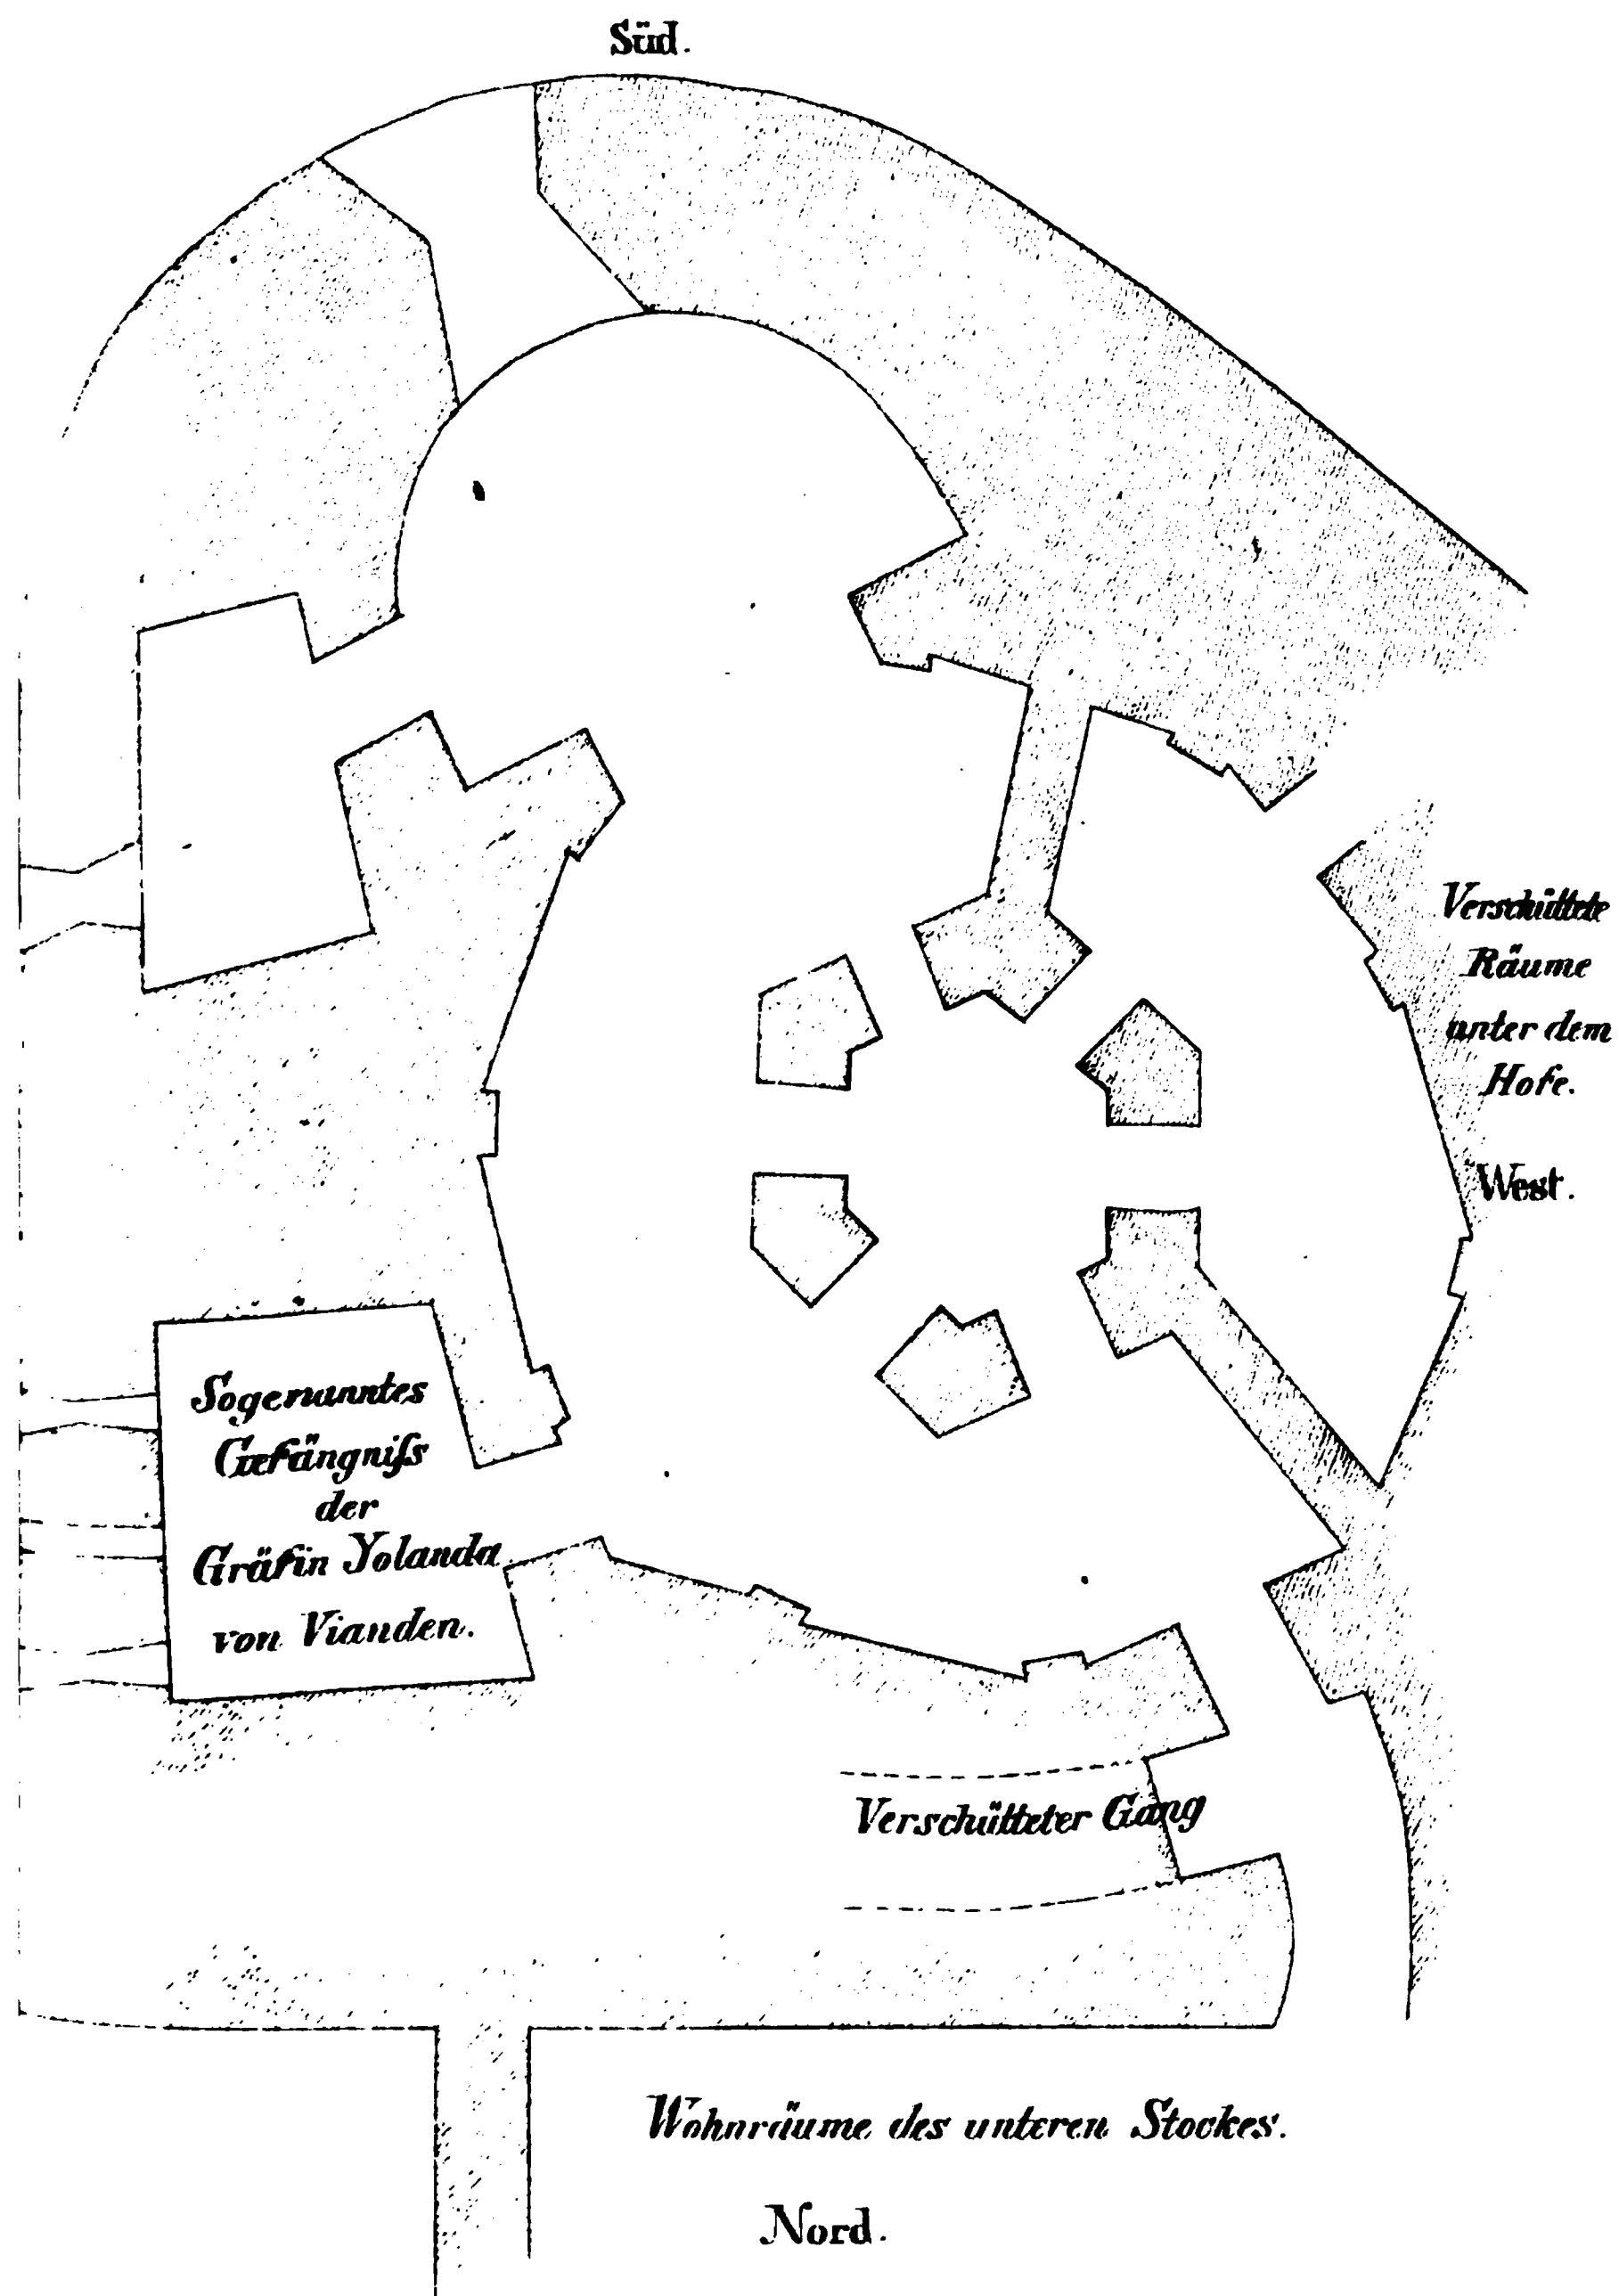 Süd.
Verschüttete
Räume
unter dem
Hofe.
West.
Sogenanntes
Gefängniſs
der
Gräfin Yolanda
von Vianden.
Verschütteter Gang
Wohnräume des unteren Stockes.
Nord.